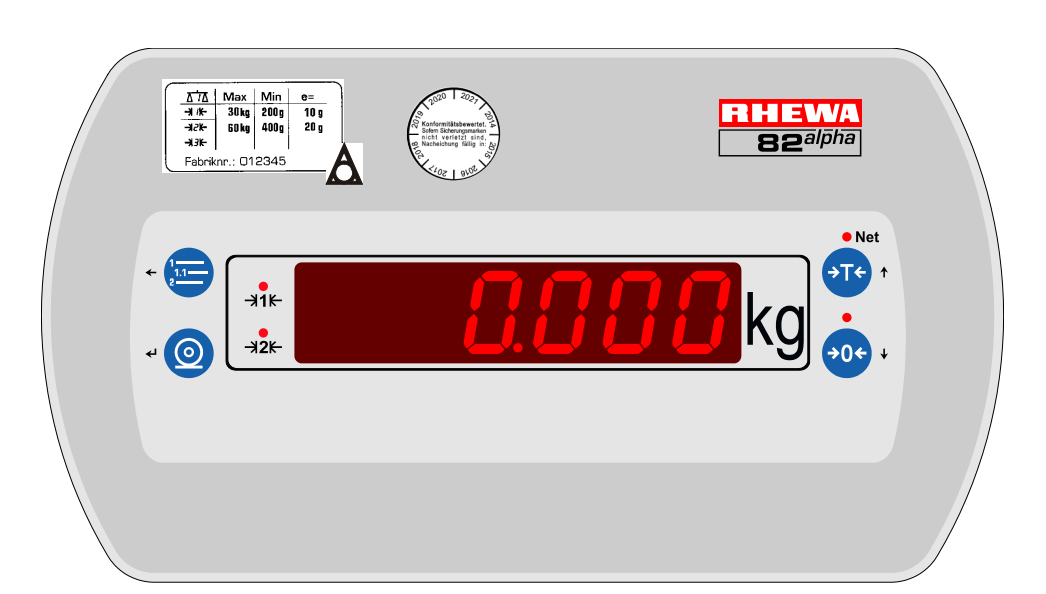 Max Min e=
1 30kg 200g 10g
2 60kg 400g 20g
3
Fabriknr.: 012345
2019 2020 2021 2014
Konformitätsbewertet.
Sofern Sicherungsmarken
nicht verletzt sind,
Nacheichung fällig in:
2018 2017 2016 2015
RHEWA
82 alpha
1
1.1
2
1
2
0.000 kg
Net
T
0